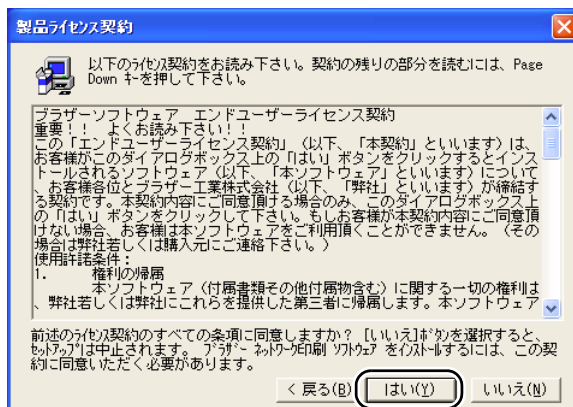 製品ライセンス契約
以下のライセンス契約をお読み下さい。契約の残りの部分を読むには、Page
Down キーを押して下さい。
ブラザーソフトウェア　エンドユーザーライセンス契約
重要！！　よくお読み下さい！！
この「エンドユーザーライセンス契約」（以下、「本契約」といいます）は、
お客様がこのダイアログボックス上の「はい」ボタンをクリックするとインス
トールされるソフトウェア（以下、「本ソフトウェア」といいます）について
、お客様各位とブラザー工業株式会社（以下、「弊社」といいます）が締結す
る契約です。本契約内容にご同意頂ける場合のみ、このダイアログボックス上
の「はい」ボタンをクリックして下さい。もしお客様が本契約内容にご同意頂
けない場合、お客様は本ソフトウェアをご利用頂くことができません。（その
場合は弊社若しくは購入元にご連絡下さい。）
使用許諾条件：
1.　　権利の帰属
本ソフトウェア（付属書類その他付属物含む）に関する一切の権利は
、弊社若しくは弊社にこれらを提供した第三者に帰属します。本ソフトウェア
前述のライセンス契約のすべての条項に同意しますか？ [いいえ]ボタンを選択すると、
セットアップは中止されます。 ブラザー ネットワークE印刷 ソフトウェア をインストールするには、この契
約に同意いただく必要があります。
< 戻る(B)　はい(Y)　いいえ(N)